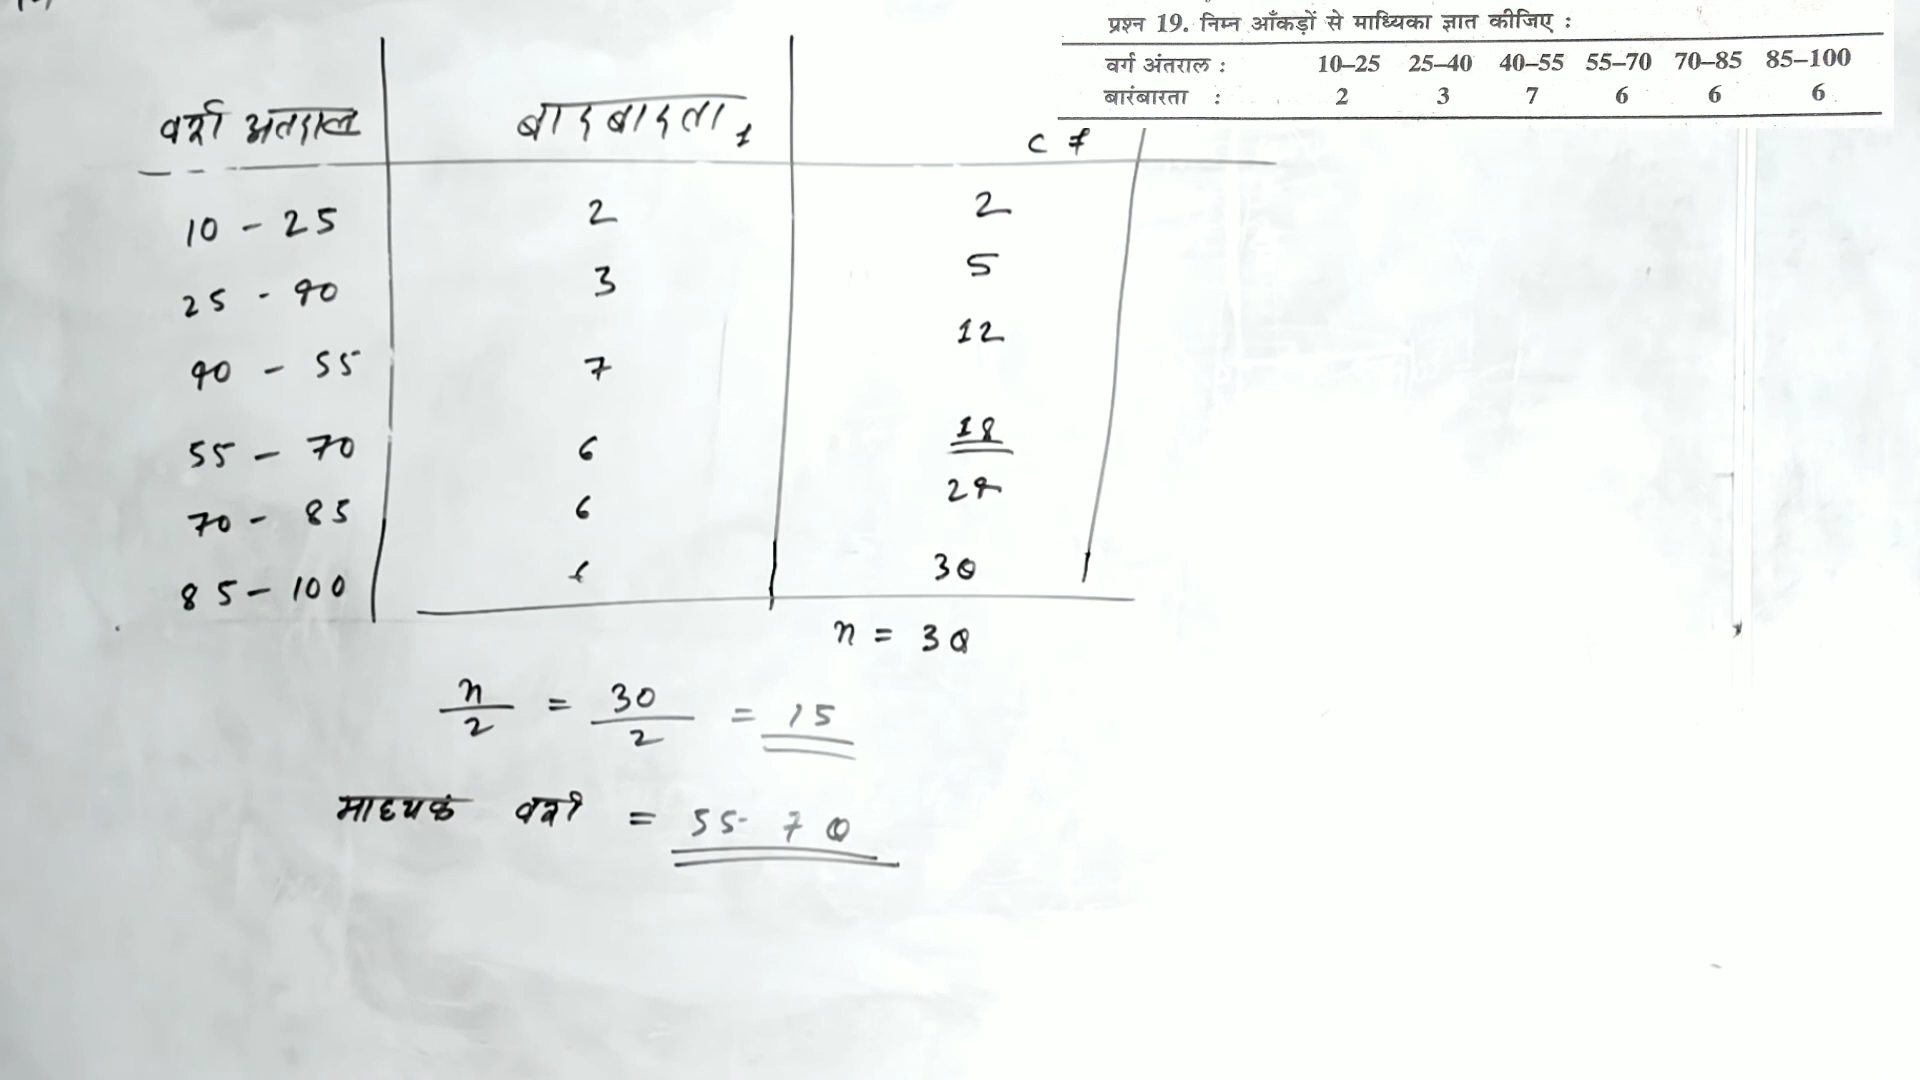 प्रश्न 19. निम्न आँकड़ों से माध्यिका ज्ञात कीजिए :
वर्ग अंतराल : 10–25 25–40 40–55 55–70 70–85 85–100
बारंबारता : 2 3 7 6 6 6
वर्ग अंतराल बारंबारता f cf
10 - 25 2 2
25 - 40 3 5
40 - 55 7 12
55 - 70 6 18
70 - 85 6 24
85 - 100 6 30
n = 30
n/2 = 30/2 = 15
माध्यक वर्ग = 55-70